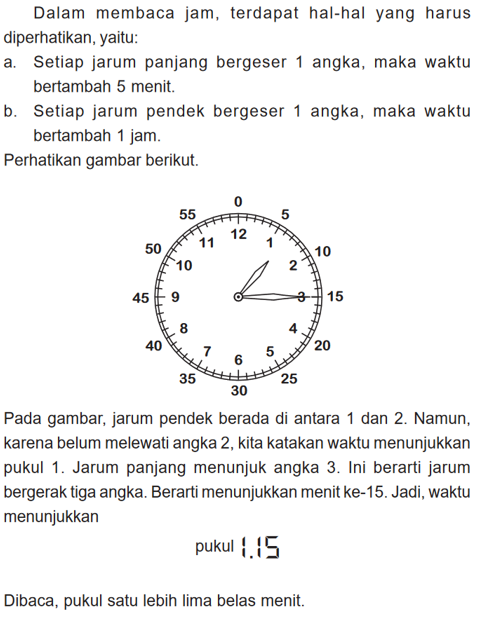 Dalam membaca jam, terdapat hal-hal yang harus
diperhatikan, yaitu:
a. Setiap jarum panjang bergeser 1 angka, maka waktu
bertambah 5 menit.
b. Setiap jarum pendek bergeser 1 angka, maka waktu
bertambah 1 jam.
Perhatikan gambar berikut.
0
55 5
12
11 1
50 10
10 2
45 9 3 15
8 4
40 20
7 5
6
35 25
30
Pada gambar, jarum pendek berada di antara 1 dan 2. Namun,
karena belum melewati angka 2, kita katakan waktu menunjukkan
pukul 1. Jarum panjang menunjuk angka 3. Ini berarti jarum
bergerak tiga angka. Berarti menunjukkan menit ke-15. Jadi, waktu
menunjukkan
pukul 1.15
Dibaca, pukul satu lebih lima belas menit.